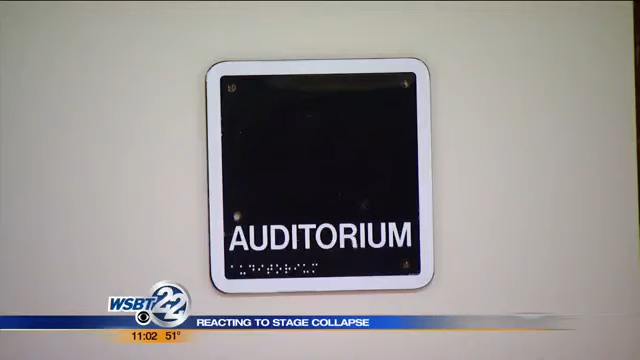 AUDITORIUM
WSBT 22
REACTING TO STAGE COLLAPSE
11:02 51°